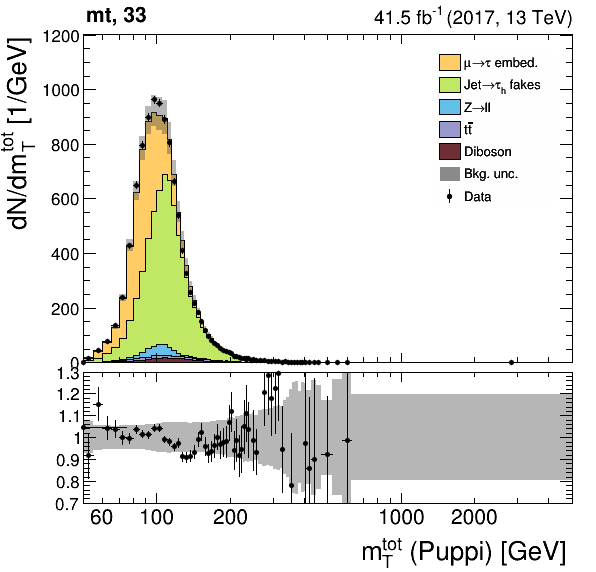 mt, 33
41.5 fb⁻¹ (2017, 13 TeV)
dN/dm_T^tot [1/GeV]
1200
1000
800
600
400
200
0
μ→τ embed.
Jet→τ_h fakes
Z→ll
tt̄
Diboson
Bkg. unc.
Data
1.3
1.2
1.1
1
0.9
0.8
0.7
60 100 200 1000 2000
m_T^tot (Puppi) [GeV]